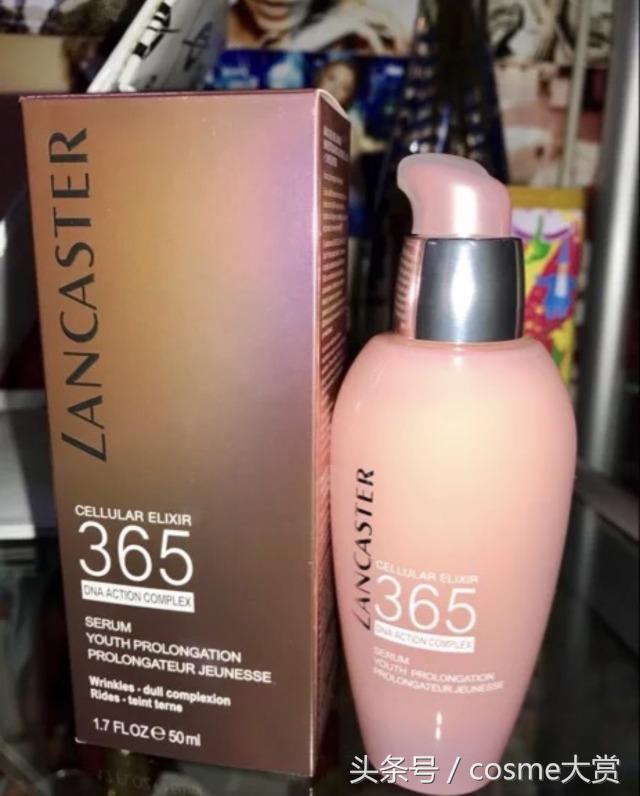 LANCASTER
CELLULAR ELIXIR
365
DNA ACTION COMPLEX
SERUM
YOUTH PROLONGATION
PROLONGATEUR JEUNESSE
Wrinkles - dull complexion
Rides - teint terne
1.7 FL OZ e 50 ml
LANCASTER
CELLULAR ELIXIR
365
DNA ACTION COMPLEX
SERUM
YOUTH PROLONGATION
PROLONGATEUR JEUNESSE
头条号 / cosme大赏